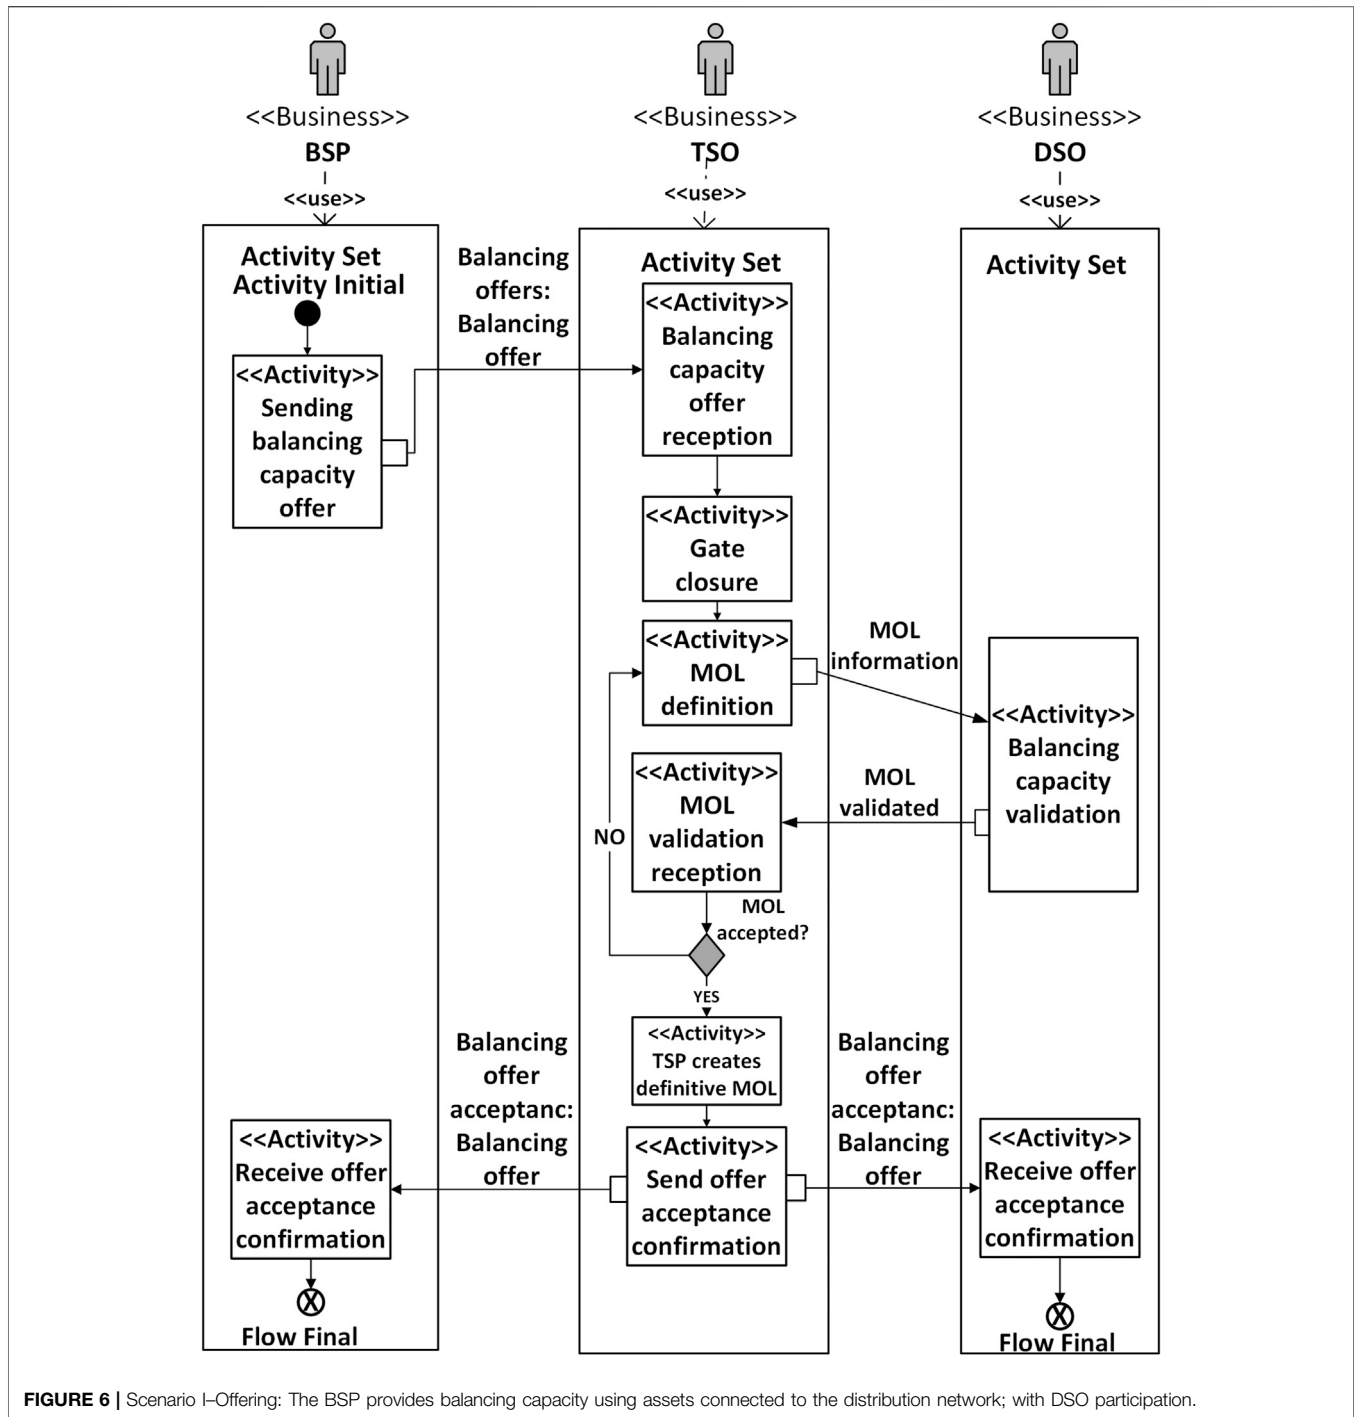 <<Business>>
BSP
<<use>>
<<Business>>
TSO
<<use>>
<<Business>>
DSO
<<use>>
Activity Set
Activity Initial
<<Activity>>
Sending
balancing
capacity
offer
Balancing
offers:
Balancing
offer
Activity Set
<<Activity>>
Balancing
capacity
offer
reception
<<Activity>>
Gate
closure
<<Activity>>
MOL
definition
MOL
information
Activity Set
<<Activity>>
Balancing
capacity
validation
MOL
validated
<<Activity>>
MOL
validation
reception
NO
MOL
accepted?
YES
<<Activity>>
TSP creates
definitive MOL
<<Activity>>
Send offer
acceptance
confirmation
Balancing
offer
acceptanc:
Balancing
offer
<<Activity>>
Receive offer
acceptance
confirmation
Flow Final
Balancing
offer
acceptanc:
Balancing
offer
<<Activity>>
Receive offer
acceptance
confirmation
Flow Final
FIGURE 6 | Scenario I–Offering: The BSP provides balancing capacity using assets connected to the distribution network; with DSO participation.